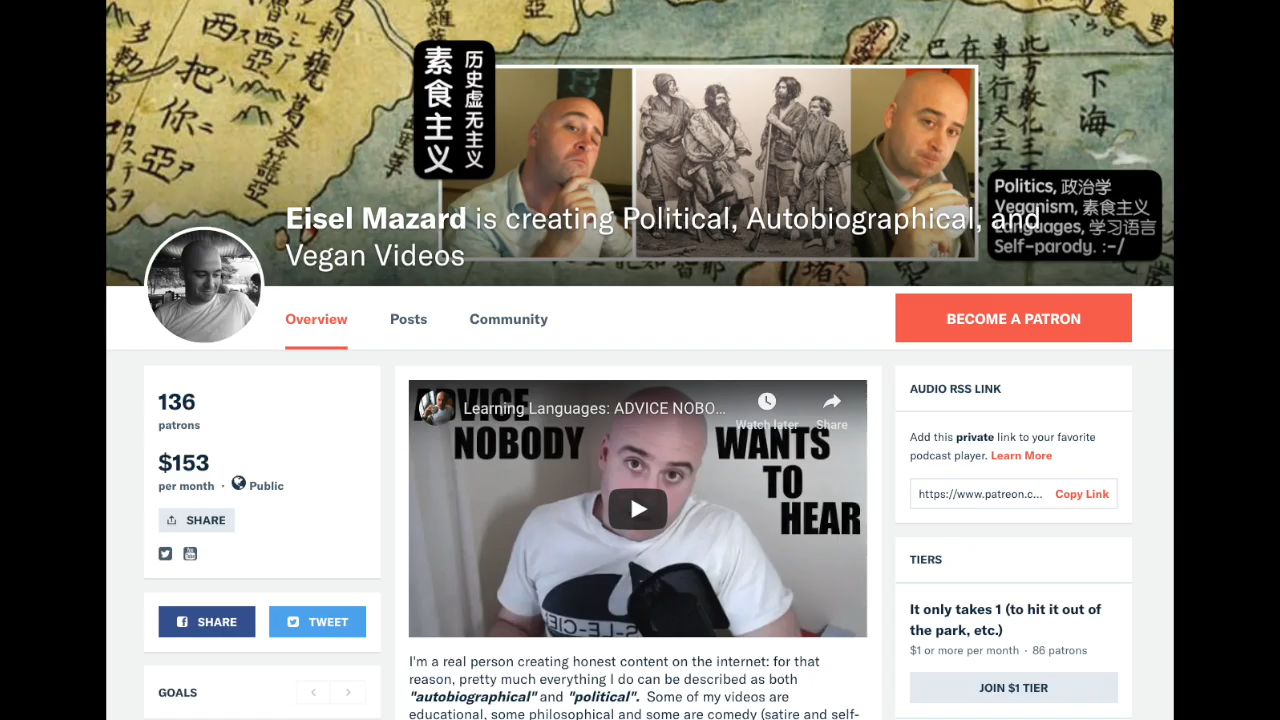 素食主义
历史虚无主义
西
把
你
亞
下海
Politics, 政治学
Veganism, 素食主义
Languages, 学习语言
Self-parody. :-/
Eisel Mazard is creating Political, Autobiographical, and
Vegan Videos
Overview
Posts
Community
BECOME A PATRON
136
patrons
$153
per month · Public
SHARE
SHARE
TWEET
GOALS
Learning Languages: ADVICE NOBO...
Watch later
Share
ADVICE
NOBODY
WANTS
TO
HEAR
I'm a real person creating honest content on the internet: for that
reason, pretty much everything I do can be described as both
"autobiographical" and "political". Some of my videos are
educational, some philosophical and some are comedy (satire and self-
AUDIO RSS LINK
Add this private link to your favorite
podcast player. Learn More
https://www.patreon.c...
Copy Link
TIERS
It only takes 1 (to hit it out of
the park, etc.)
$1 or more per month · 86 patrons
JOIN $1 TIER